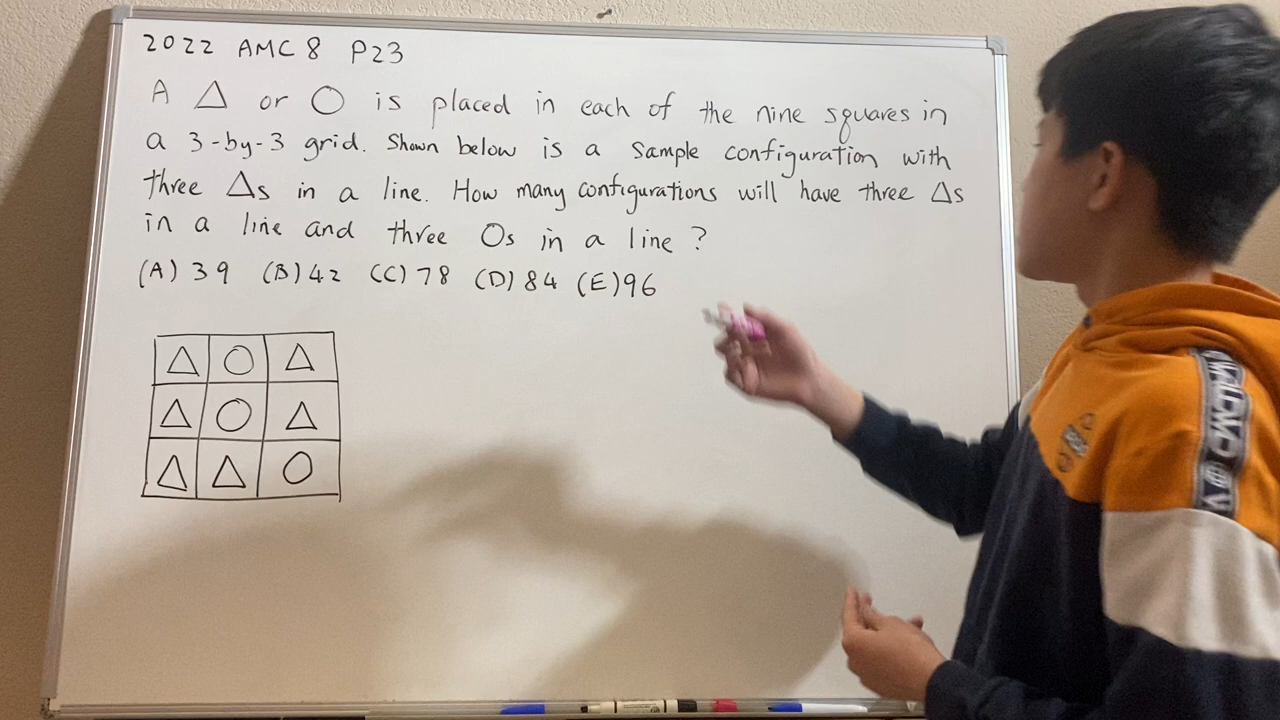 2022 AMC 8 P23
A △ or ○ is placed in each of the nine squares in
a 3-by-3 grid. Shown below is a sample configuration with
three △s in a line. How many configurations will have three △s
in a line and three Os in a line?
(A) 39 (B) 42 (C) 78 (D) 84 (E) 96
△ ○ △
△ ○ △
△ △ ○